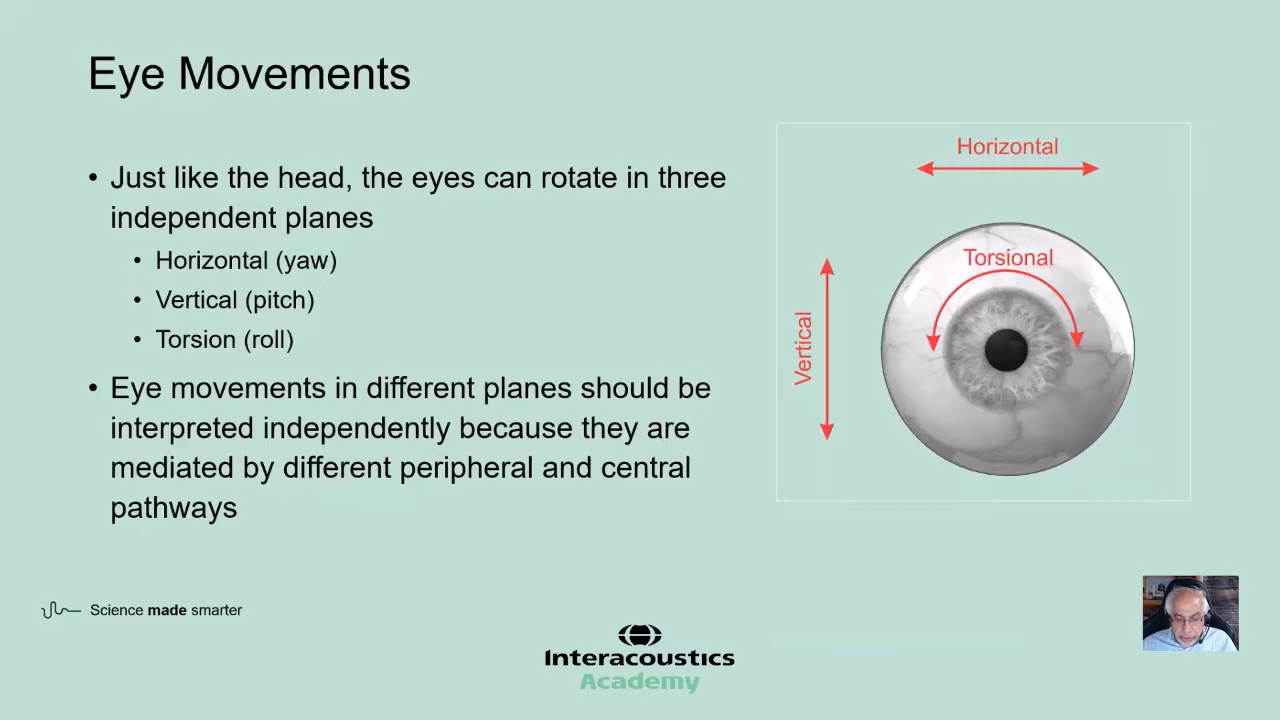 Eye Movements
• Just like the head, the eyes can rotate in three
independent planes
• Horizontal (yaw)
• Vertical (pitch)
• Torsion (roll)
• Eye movements in different planes should be
interpreted independently because they are
mediated by different peripheral and central
pathways
Horizontal
Torsional
Vertical
Science made smarter
Interacoustics
Academy